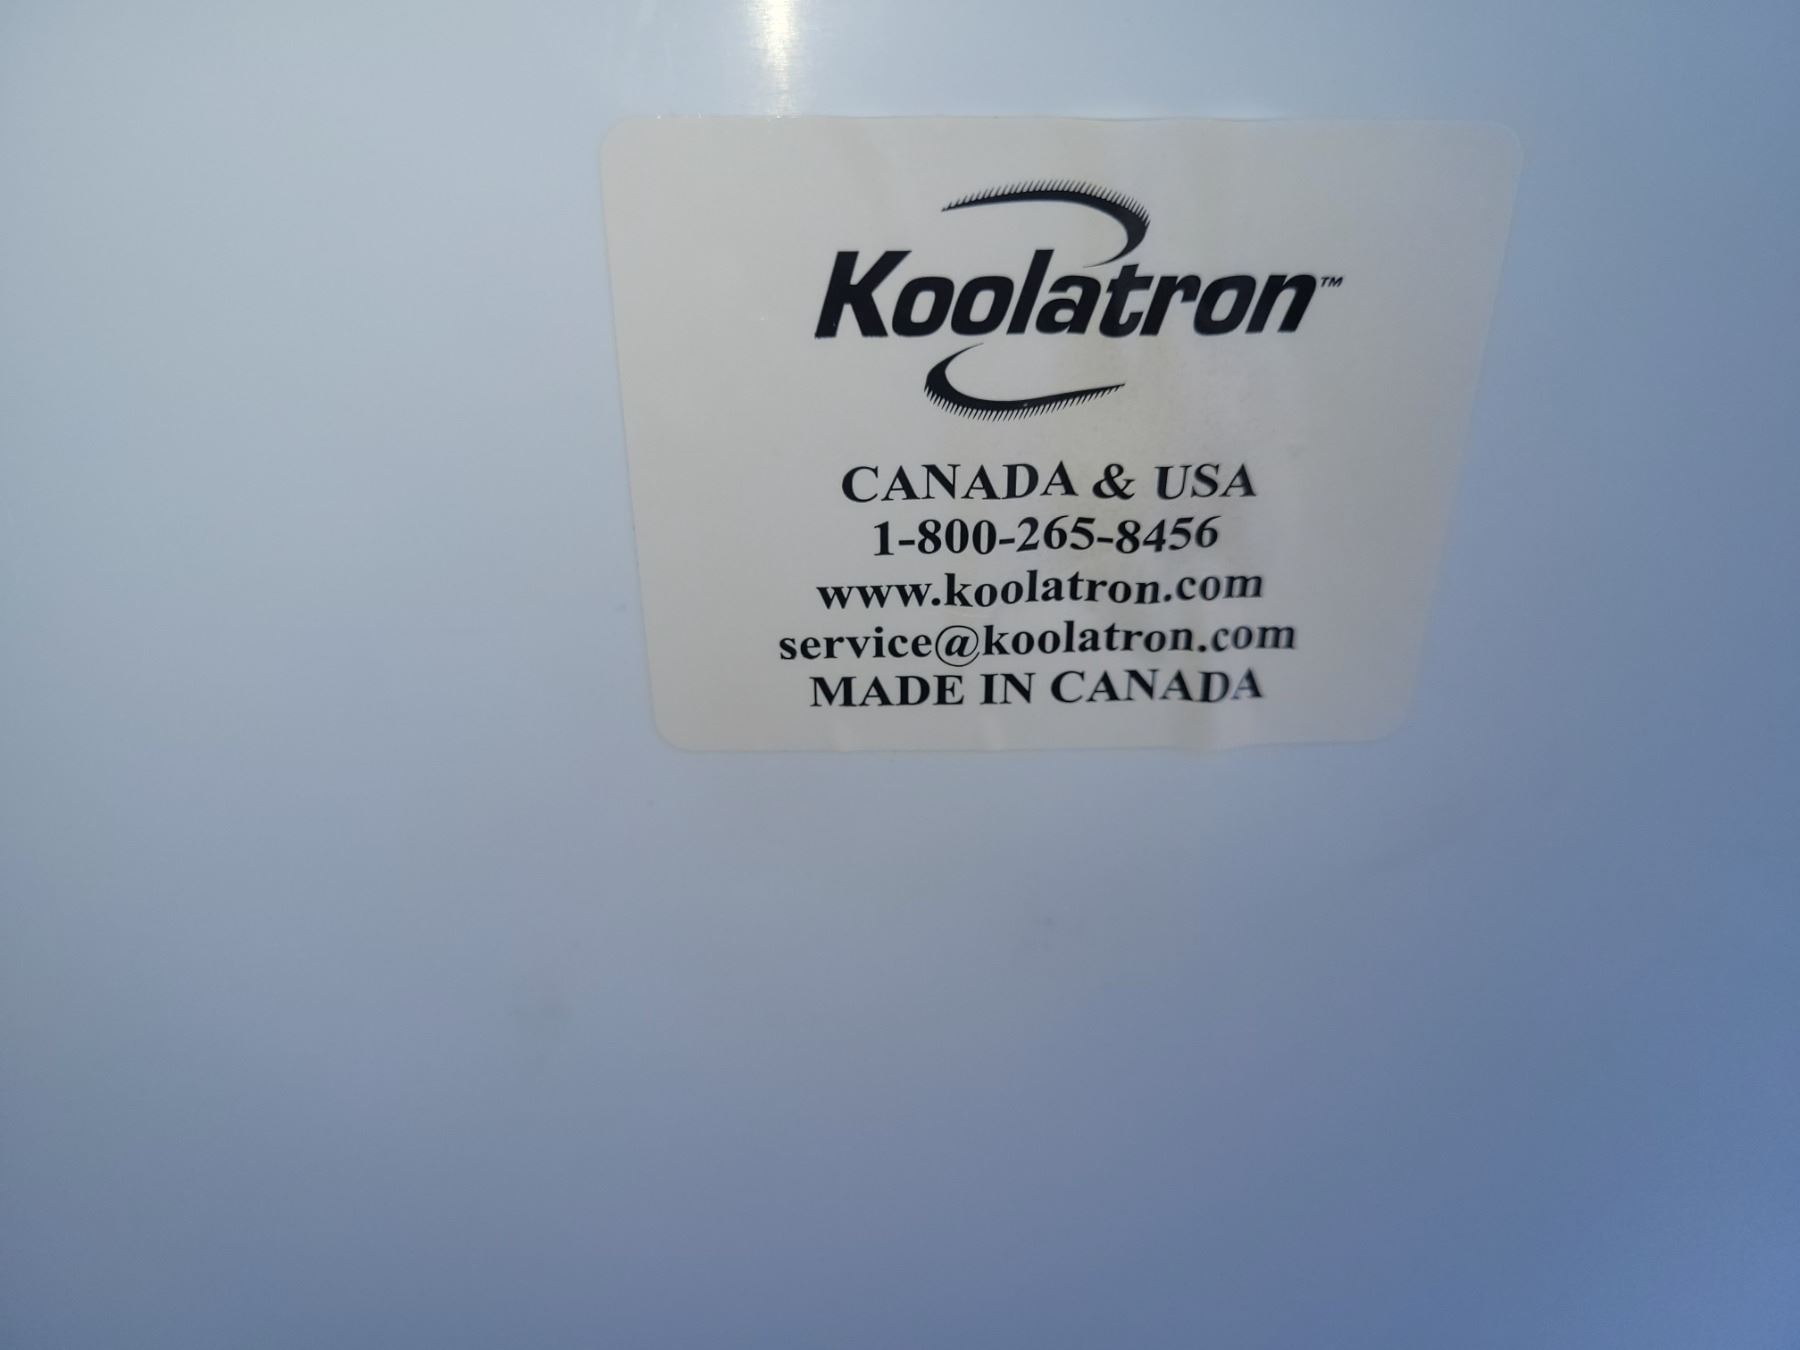 Koolatron™
CANADA & USA
1-800-265-8456
www.koolatron.com
service@koolatron.com
MADE IN CANADA